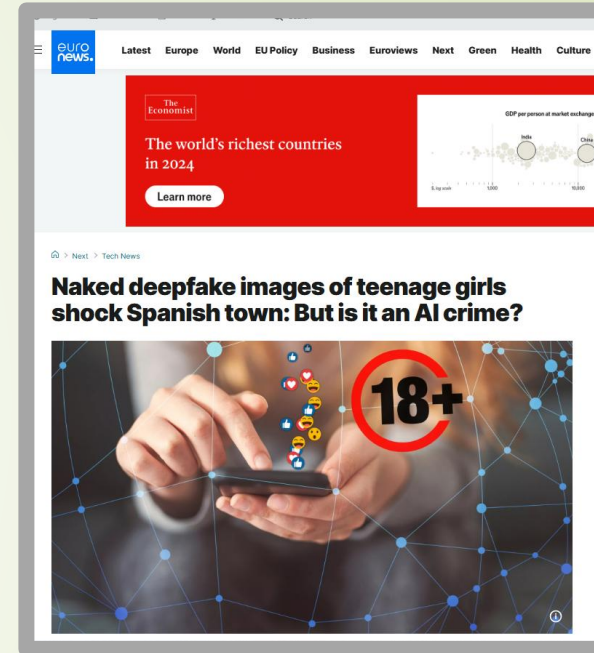 euro
news.
Latest Europe World EU Policy Business Euroviews Next Green Health Culture
The
Economist
The world's richest countries
in 2024
Learn more
GDP per person at market exchange
India
China
$, log scale
1,000
10,000
Next > Tech News
Naked deepfake images of teenage girls
shock Spanish town: But is it an AI crime?
18+